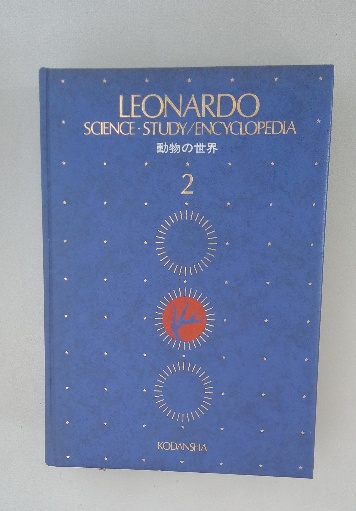 LEONARDO
SCIENCE·STUDY/ENCYCLOPEDIA
動物の世界
2
KODANSHA